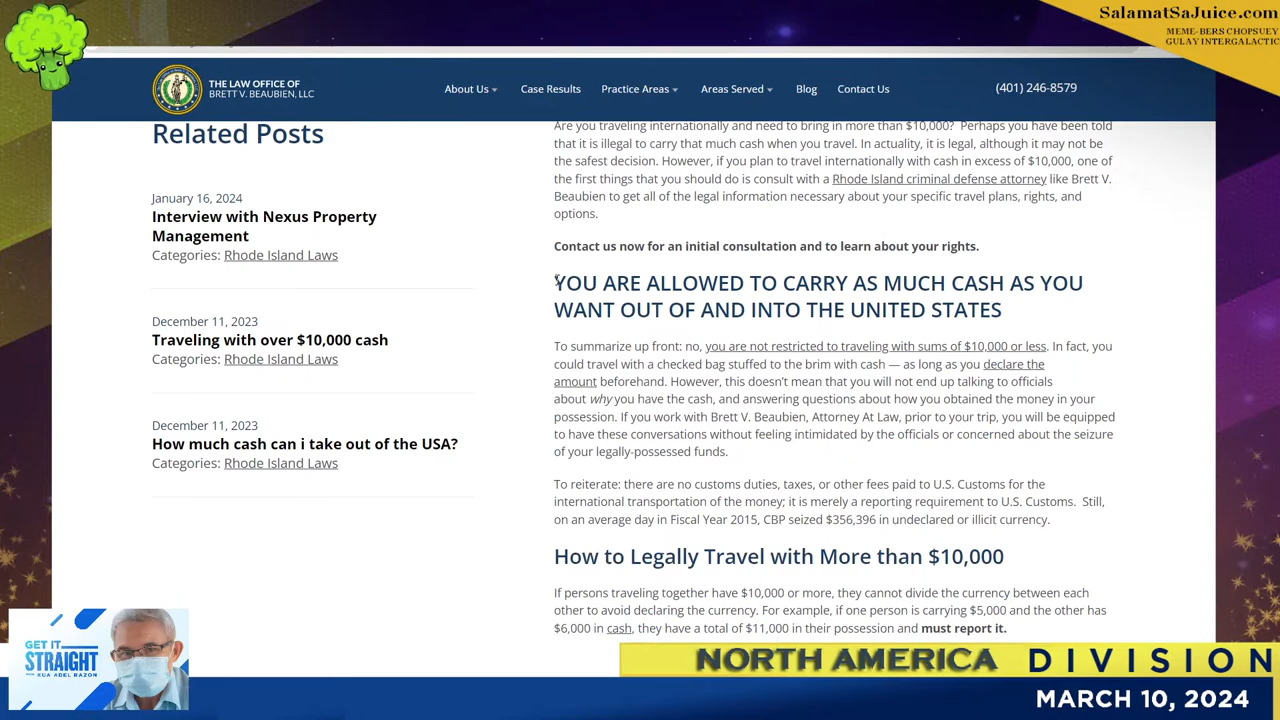 SalamatSaJuice.com
MEME-BERS CHOPSUEY
GULAY INTERGALACTIC
THE LAW OFFICE OF
BRETT V. BEAUBIEN, LLC
About Us
Case Results
Practice Areas
Areas Served
Blog
Contact Us
(401) 246-8579
Related Posts
January 16, 2024
Interview with Nexus Property
Management
Categories: Rhode Island Laws
December 11, 2023
Traveling with over $10,000 cash
Categories: Rhode Island Laws
December 11, 2023
How much cash can i take out of the USA?
Categories: Rhode Island Laws
Are you traveling internationally and need to bring in more than $10,000? Perhaps you have been told
that it is illegal to carry that much cash when you travel. In actuality, it is legal, although it may not be
the safest decision. However, if you plan to travel internationally with cash in excess of $10,000, one of
the first things that you should do is consult with a Rhode Island criminal defense attorney like Brett V.
Beaubien to get all of the legal information necessary about your specific travel plans, rights, and
options.
Contact us now for an initial consultation and to learn about your rights.
YOU ARE ALLOWED TO CARRY AS MUCH CASH AS YOU
WANT OUT OF AND INTO THE UNITED STATES
To summarize up front: no, you are not restricted to traveling with sums of $10,000 or less. In fact, you
could travel with a checked bag stuffed to the brim with cash — as long as you declare the
amount beforehand. However, this doesn't mean that you will not end up talking to officials
about why you have the cash, and answering questions about how you obtained the money in your
possession. If you work with Brett V. Beaubien, Attorney At Law, prior to your trip, you will be equipped
to have these conversations without feeling intimidated by the officials or concerned about the seizure
of your legally-possessed funds.
To reiterate: there are no customs duties, taxes, or other fees paid to U.S. Customs for the
international transportation of the money; it is merely a reporting requirement to U.S. Customs. Still,
on an average day in Fiscal Year 2015, CBP seized $356,396 in undeclared or illicit currency.
How to Legally Travel with More than $10,000
If persons traveling together have $10,000 or more, they cannot divide the currency between each
other to avoid declaring the currency. For example, if one person is carrying $5,000 and the other has
$6,000 in cash, they have a total of $11,000 in their possession and must report it.
GET IT
STRAIGHT
WITH KUA ADEL RAZON
NORTH AMERICA DIVISION
MARCH 10, 2024